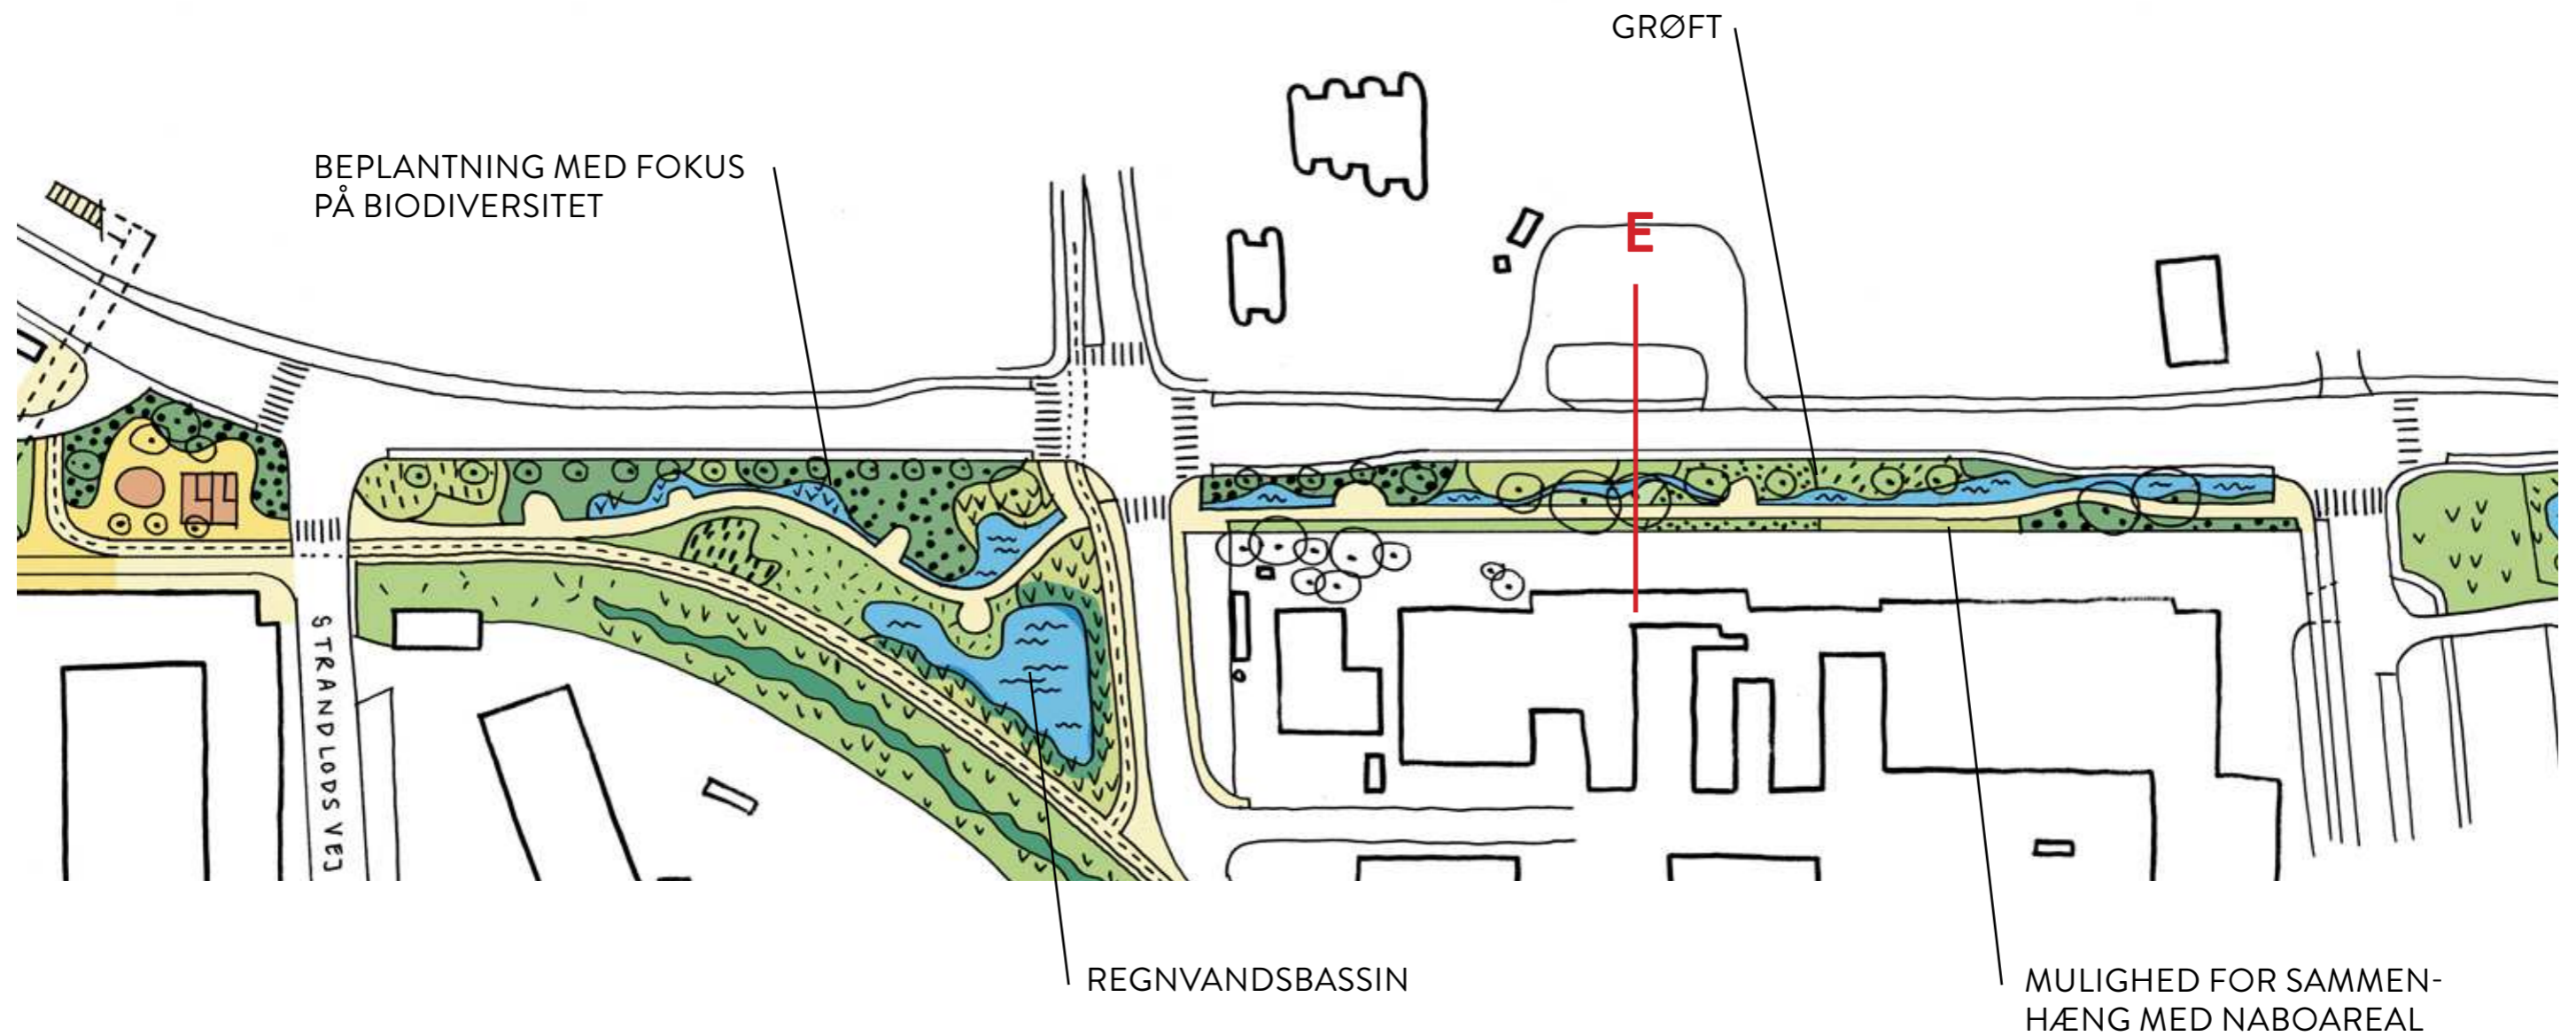 GRØFT
BEPLANTNING MED FOKUS
PÅ BIODIVERSITET
E
STRANDLODSVEJ
REGNVANDSBASSIN
MULIGHED FOR SAMMEN-
HÆNG MED NABOAREAL